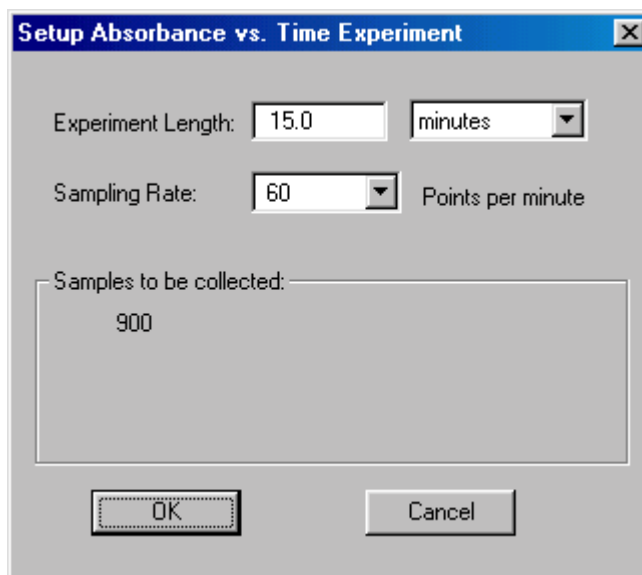 Setup Absorbance vs. Time Experiment
Experiment Length: 15.0 minutes
Sampling Rate: 60 Points per minute
Samples to be collected:
900
OK Cancel